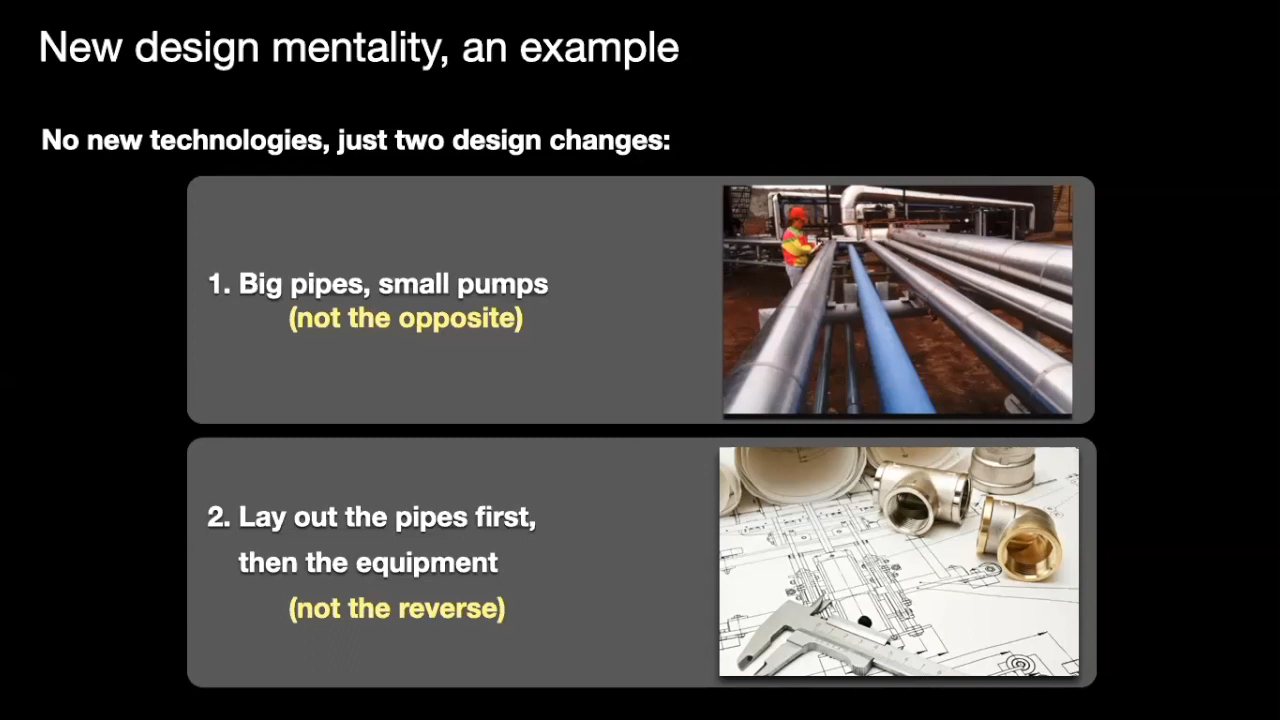 New design mentality, an example
No new technologies, just two design changes:
1. Big pipes, small pumps
(not the opposite)
2. Lay out the pipes first,
then the equipment
(not the reverse)